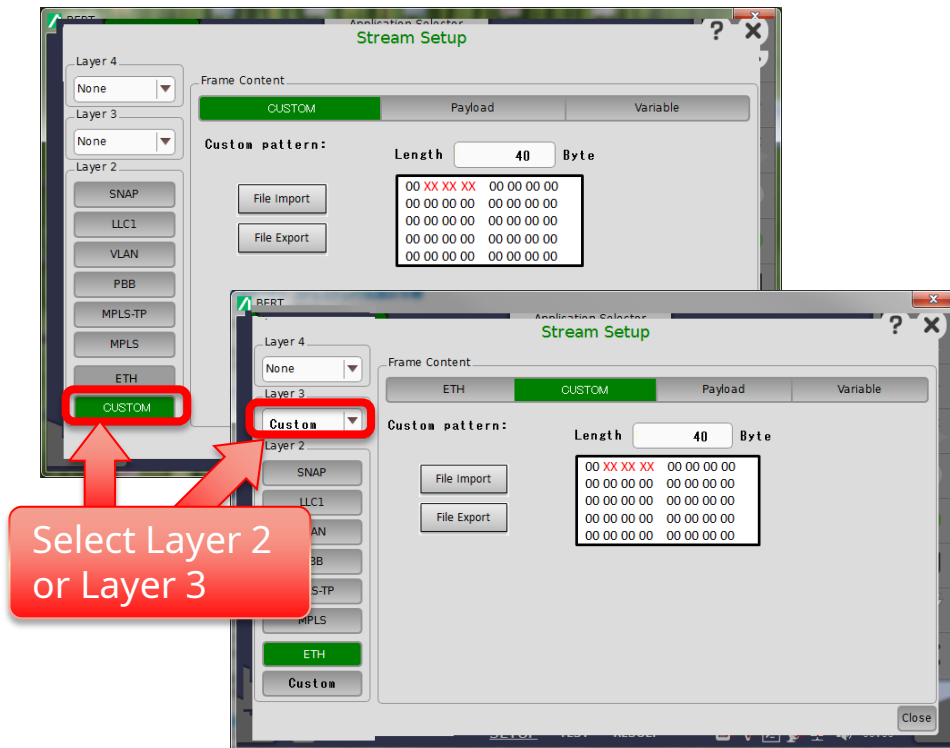 BERT
Application Selector
Stream Setup
? X
Layer 4
None
Layer 3
None
Layer 2
SNAP
LLC1
VLAN
PBB
MPLS-TP
MPLS
ETH
CUSTOM
Frame Content
CUSTOM Payload Variable
Custom pattern:
Length 40 Byte
File Import
File Export
00 XX XX XX 00 00 00 00
00 00 00 00 00 00 00 00
00 00 00 00 00 00 00 00
00 00 00 00 00 00 00 00
00 00 00 00 00 00 00 00
BERT
Application Selector
Stream Setup
? X
Layer 4
None
Layer 3
Custom
Layer 2
SNAP
LLC1
AN
BB
S-TP
MPLS
ETH
Custom
Frame Content
ETH CUSTOM Payload Variable
Custom pattern:
Length 40 Byte
File Import
File Export
00 XX XX XX 00 00 00 00
00 00 00 00 00 00 00 00
00 00 00 00 00 00 00 00
00 00 00 00 00 00 00 00
00 00 00 00 00 00 00 00
Close
Select Layer 2
or Layer 3
SETUP TEST RESULT